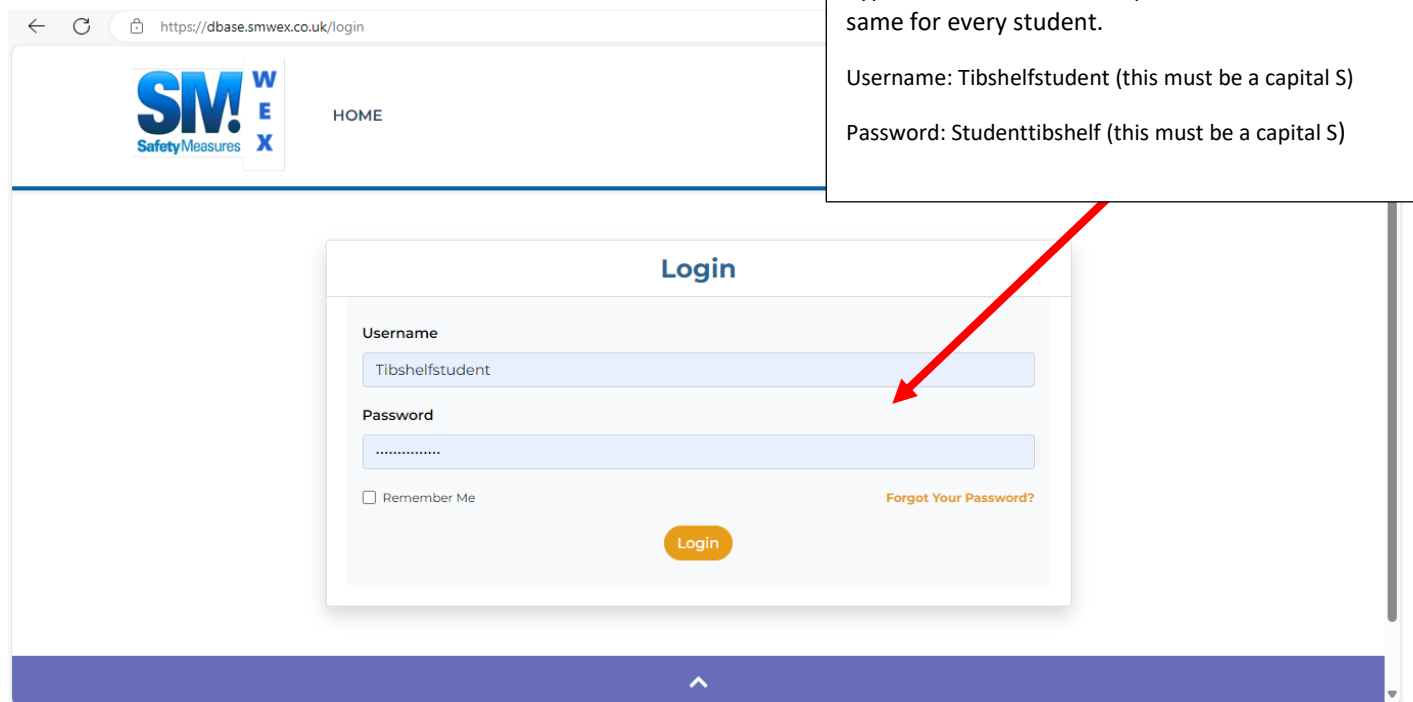 same for every student.
Username: Tibshelfstudent (this must be a capital S)
Password: Studenttibshelf (this must be a capital S)
https://dbase.smwex.co.uk/login
SM!
Safety Measures
W
E
X
HOME
Login
Username
Tibshelfstudent
Password
...............
Remember Me
Forgot Your Password?
Login